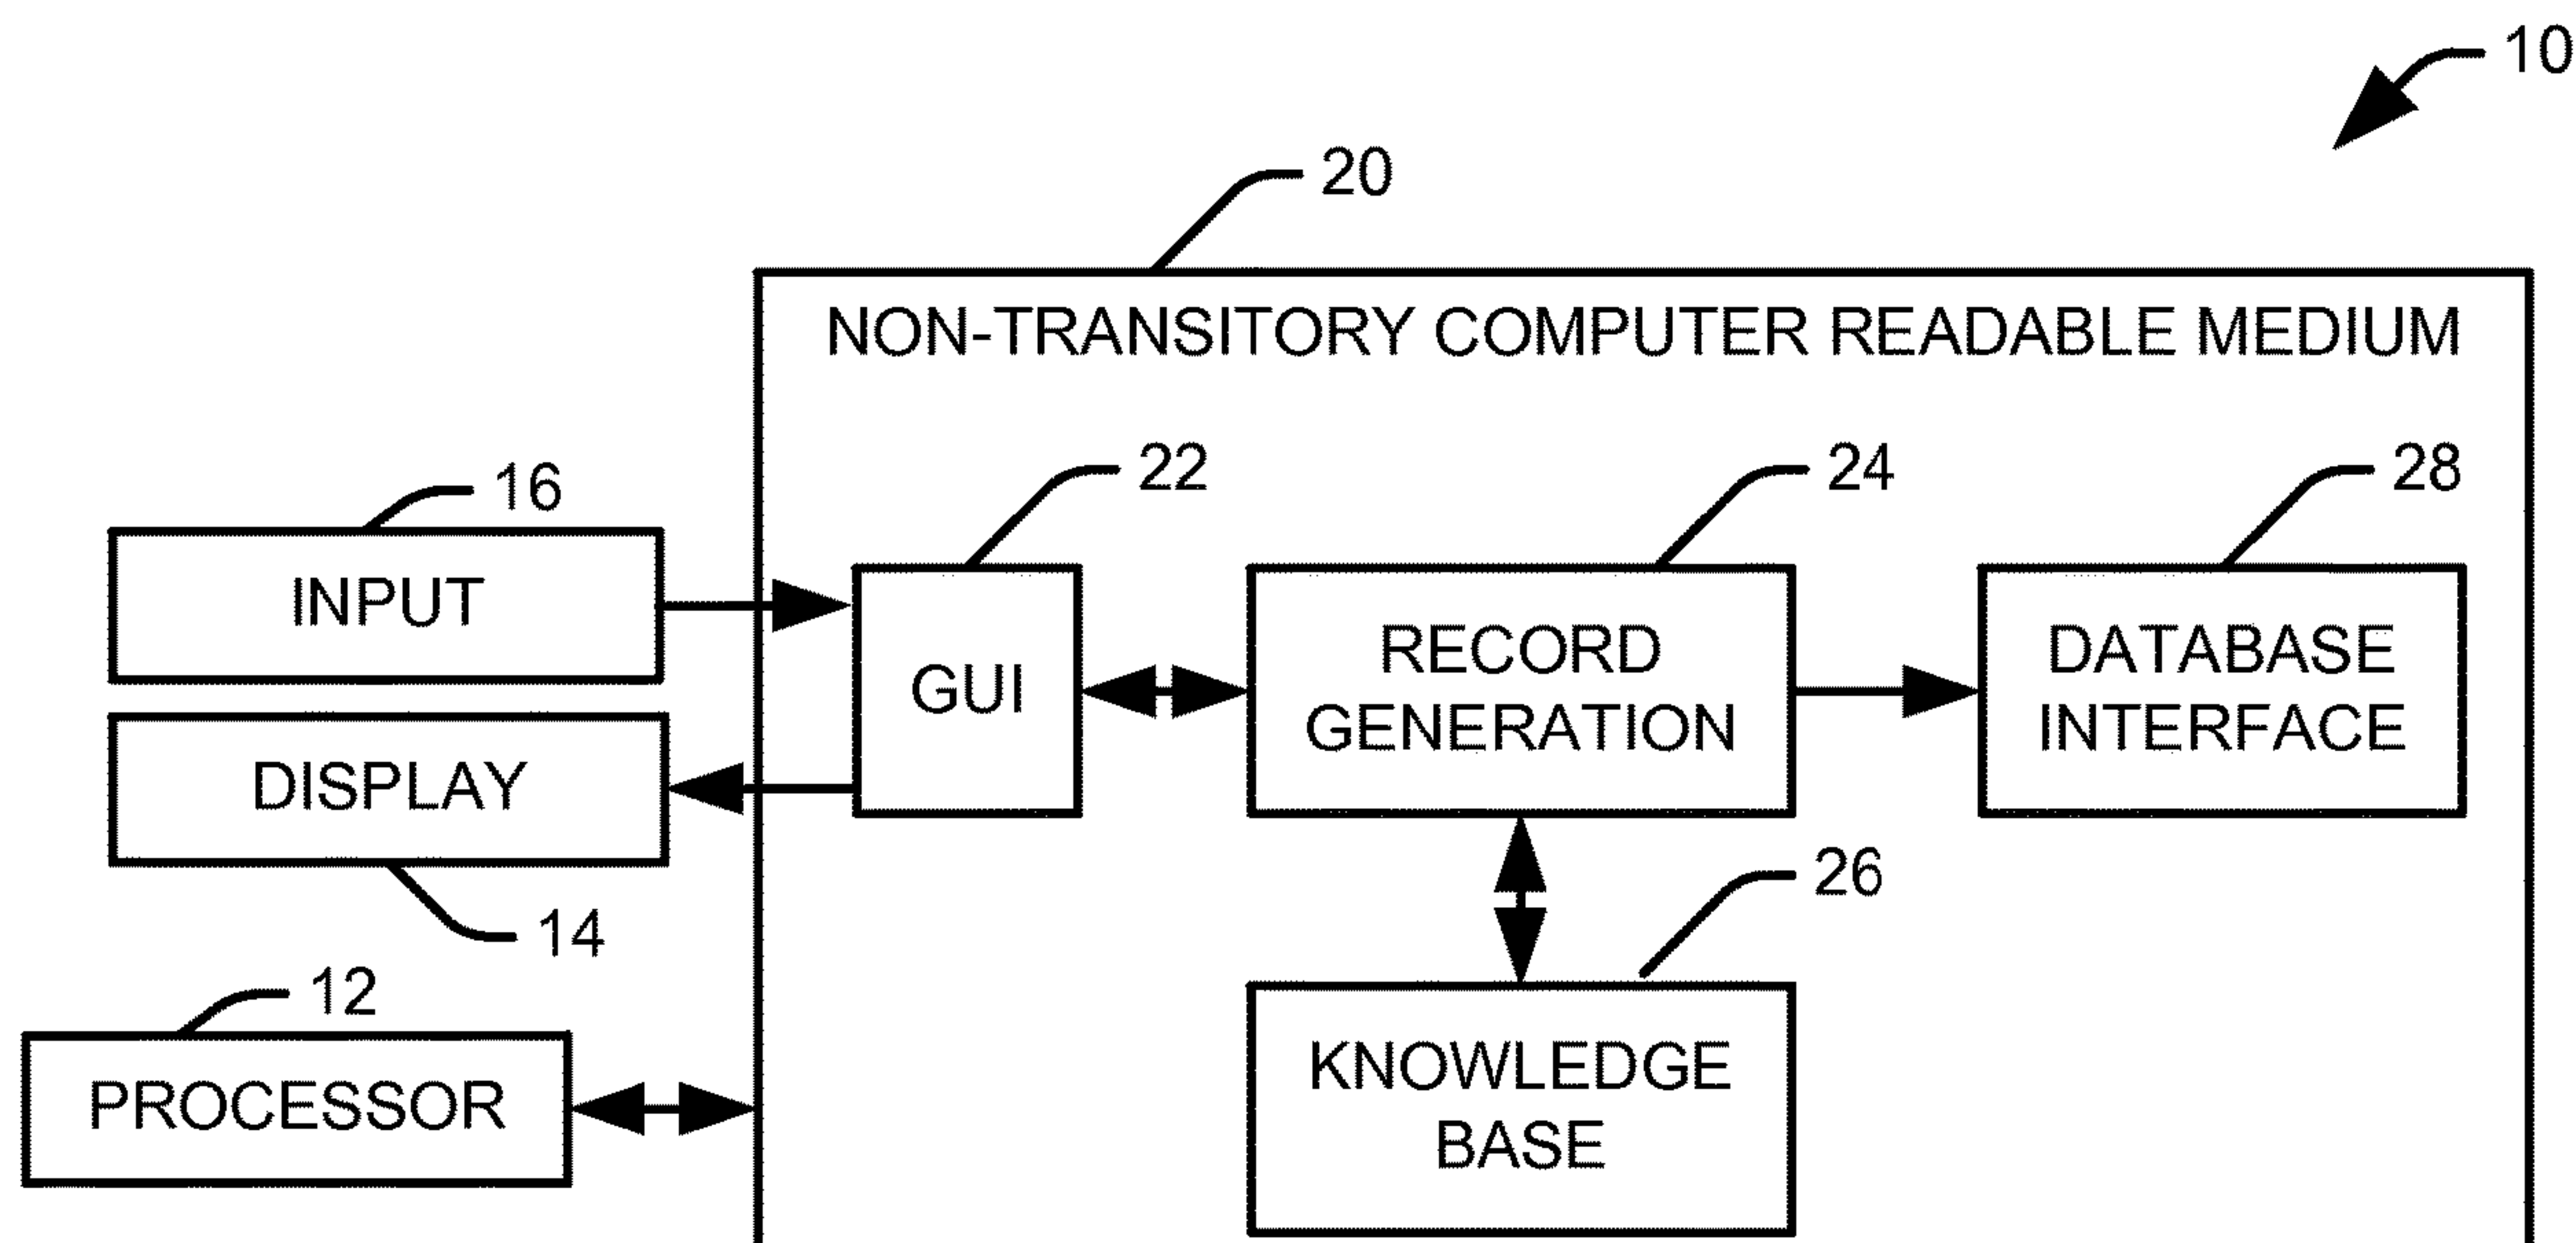 10
20
NON-TRANSITORY COMPUTER READABLE MEDIUM
16
22
24
28
INPUT
GUI
RECORD
GENERATION
DATABASE
INTERFACE
DISPLAY
14
26
12
PROCESSOR
KNOWLEDGE
BASE